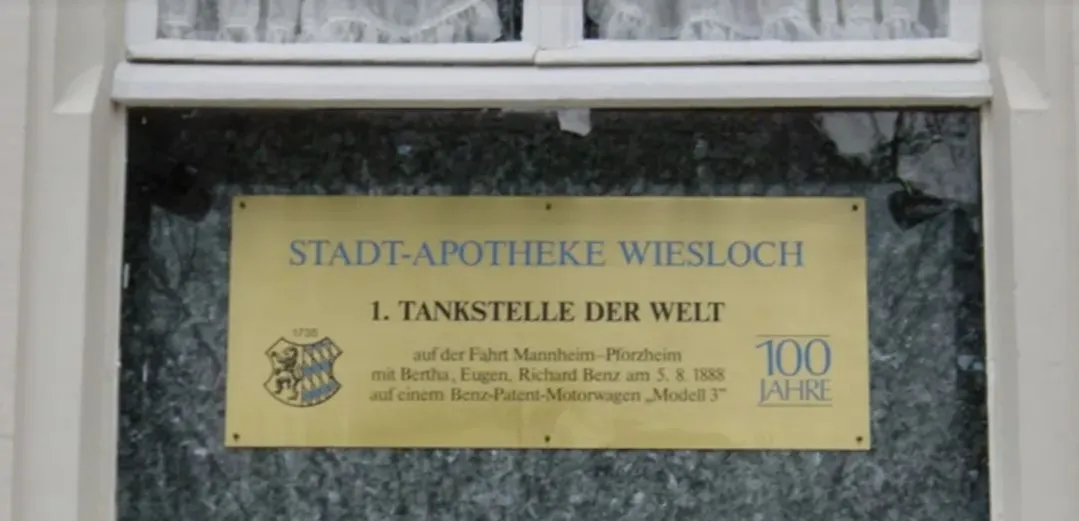 STADT-APOTHEKE WIESLOCH
1. TANKSTELLE DER WELT
1735
auf der Fahrt Mannheim–Pforzheim
mit Bertha, Eugen, Richard Benz am 5. 8. 1888
auf einem Benz-Patent-Motorwagen „Modell 3”
100
JAHRE